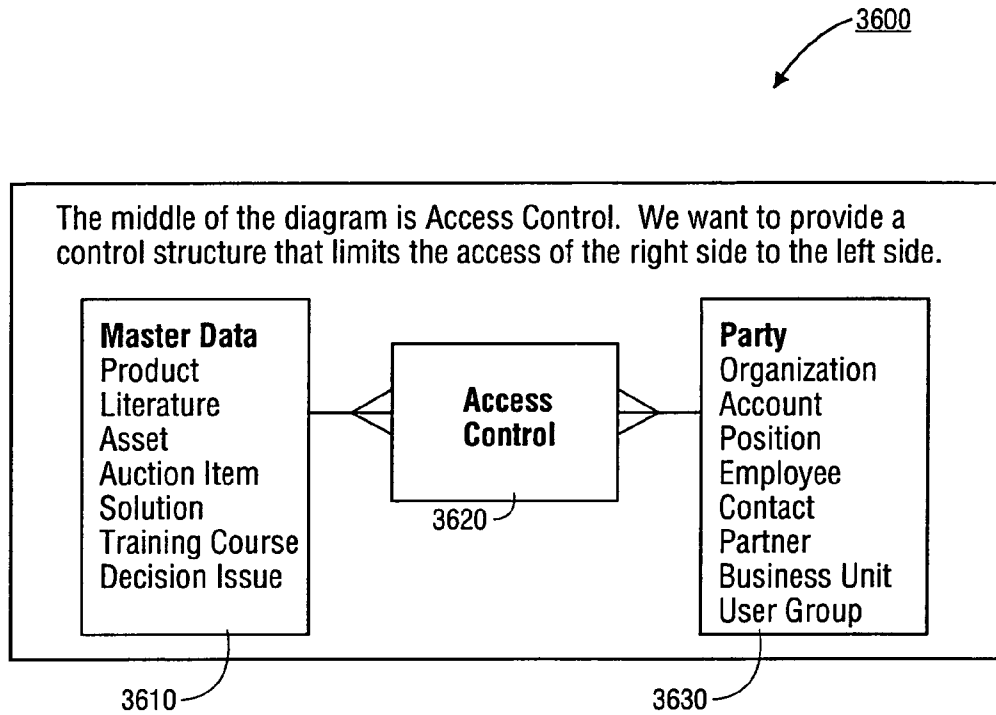 3600
The middle of the diagram is Access Control. We want to provide a
control structure that limits the access of the right side to the left side.
Master Data
Product
Literature
Asset
Auction Item
Solution
Training Course
Decision Issue
3610
Access
Control
3620
Party
Organization
Account
Position
Employee
Contact
Partner
Business Unit
User Group
3630